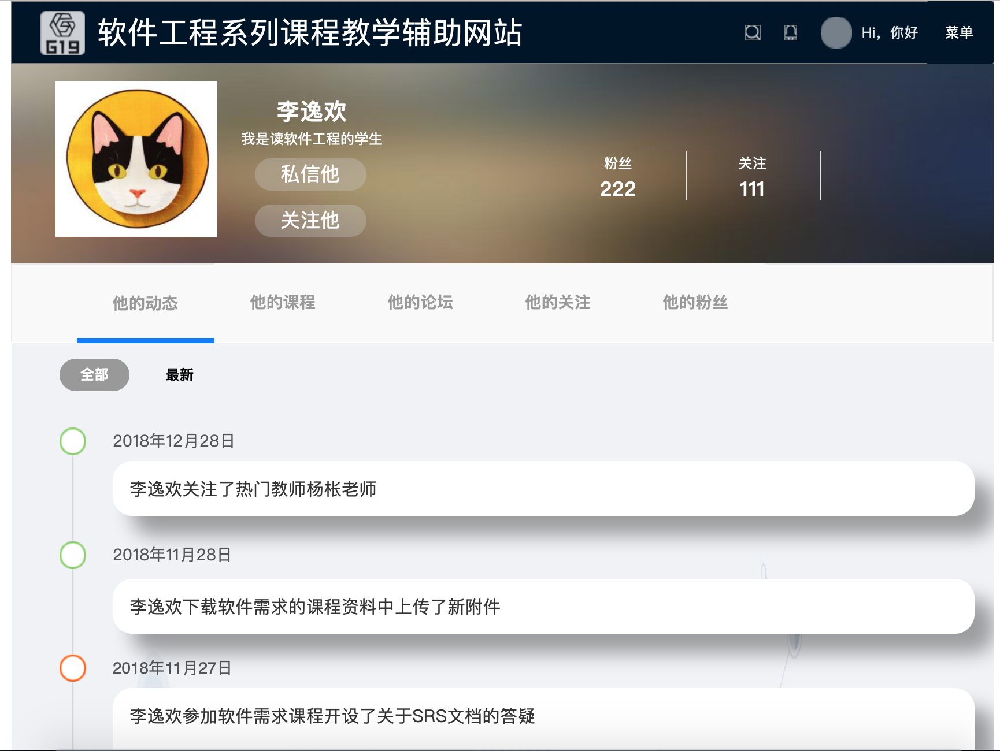 G19
软件工程系列课程教学辅助网站
Hi，你好
菜单
李逸欢
我是读软件工程的学生
私信他
关注他
粉丝
222
关注
111
他的动态
他的课程
他的论坛
他的关注
他的粉丝
全部
最新
2018年12月28日
李逸欢关注了热门教师杨枨老师
2018年11月28日
李逸欢下载软件需求的课程资料中上传了新附件
2018年11月27日
李逸欢参加软件需求课程开设了关于SRS文档的答疑